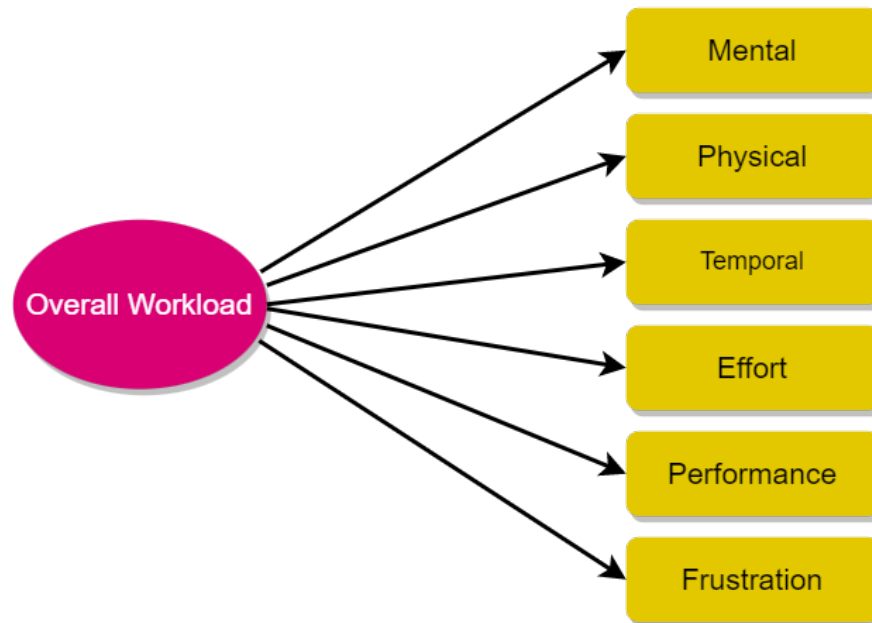 Mental
Physical
Temporal
Overall Workload
Effort
Performance
Frustration